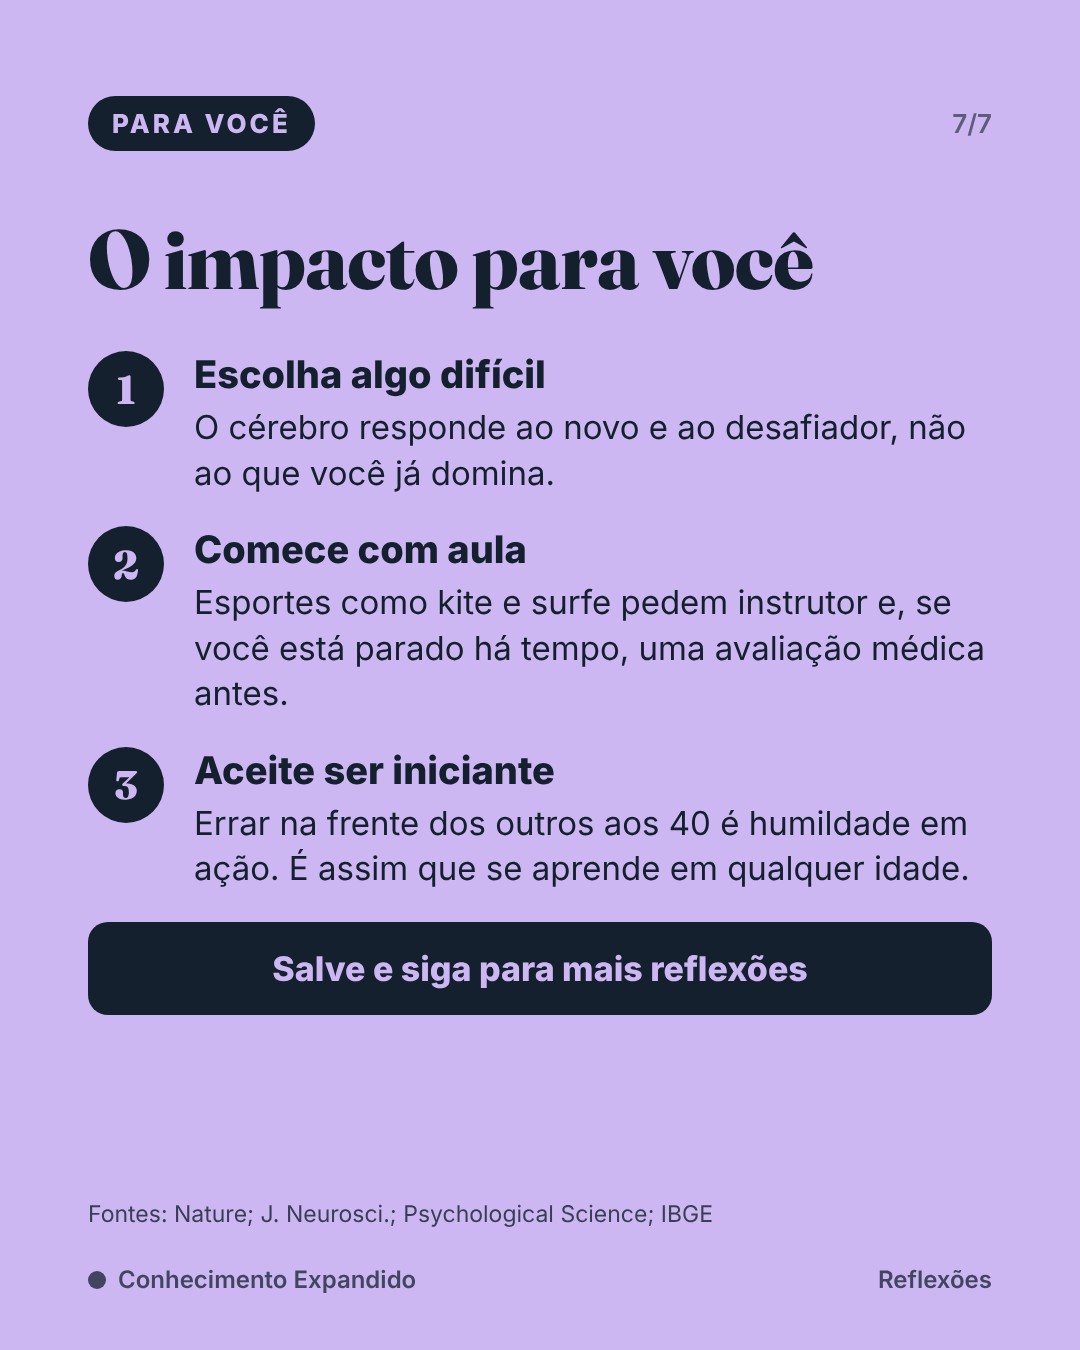 PARA VOCÊ
7/7
O impacto para você
1
Escolha algo difícil
O cérebro responde ao novo e ao desafiador, não
ao que você já domina.
2
Comece com aula
Esportes como kite e surfe pedem instrutor e, se
você está parado há tempo, uma avaliação médica
antes.
3
Aceite ser iniciante
Errar na frente dos outros aos 40 é humildade em
ação. É assim que se aprende em qualquer idade.
Salve e siga para mais reflexões
Fontes: Nature; J. Neurosci.; Psychological Science; IBGE
Conhecimento Expandido
Reflexões